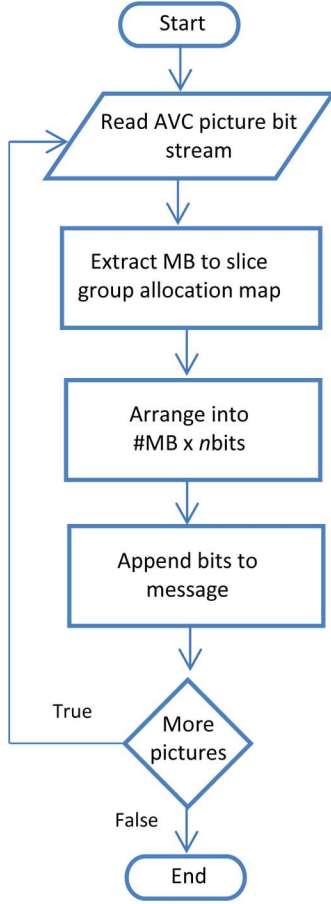 Start
Read AVC picture bit
stream
Extract MB to slice
group allocation map
Arrange into
#MB x nbits
Append bits to
message
True
More
pictures
False
End